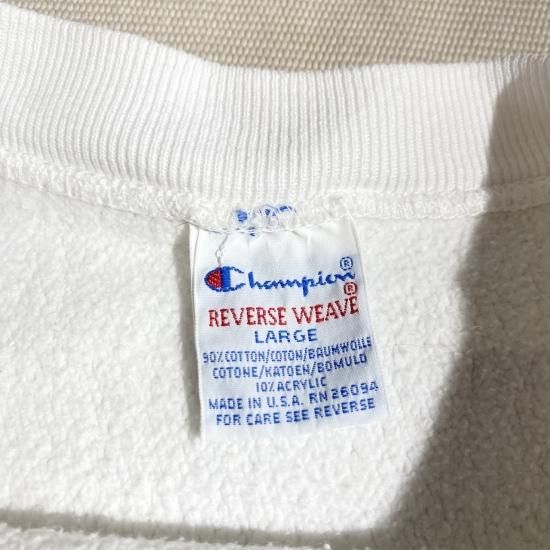 Champion®
REVERSE WEAVE®
LARGE
90% COTTON/COTON/BAUMWOLLE
COTONE/KATOEN/BOMULD
10% ACRYLIC
MADE IN U.S.A. RN 26094
FOR CARE SEE REVERSE